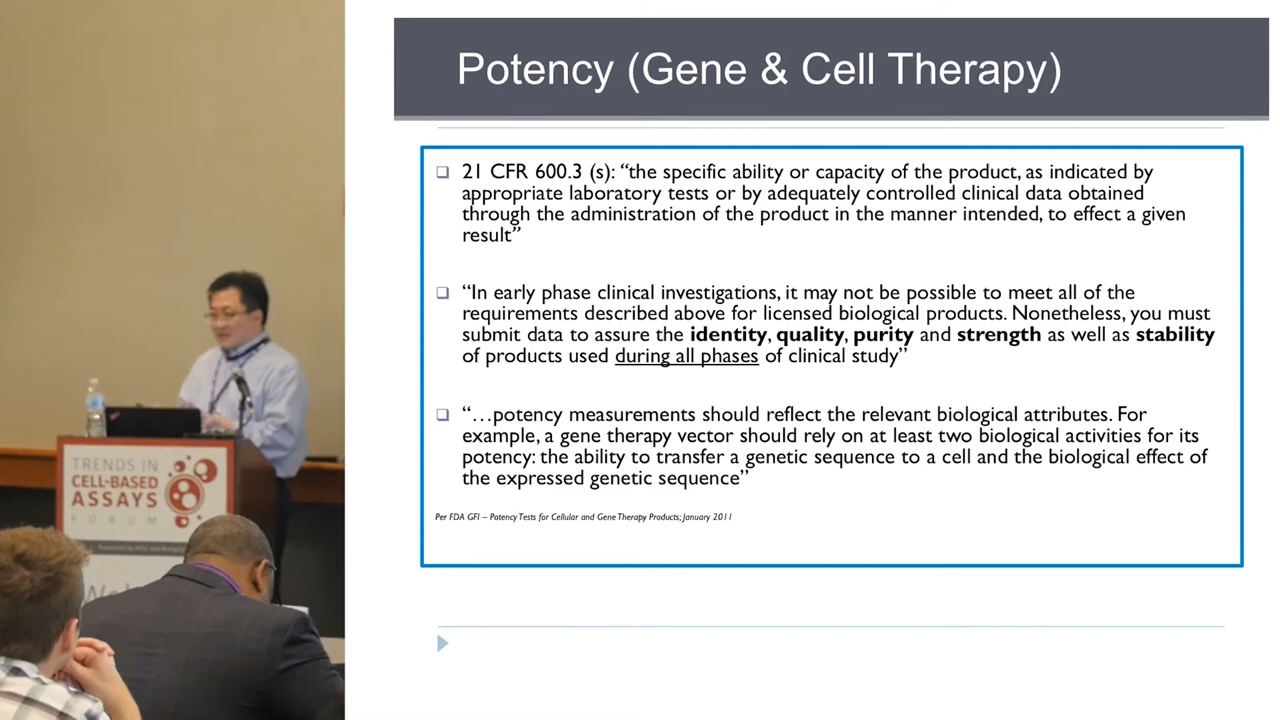 Potency (Gene & Cell Therapy)
❑ 21 CFR 600.3 (s): “the specific ability or capacity of the product, as indicated by
appropriate laboratory tests or by adequately controlled clinical data obtained
through the administration of the product in the manner intended, to effect a given
result”
❑ “In early phase clinical investigations, it may not be possible to meet all of the
requirements described above for licensed biological products. Nonetheless, you must
submit data to assure the identity, quality, purity and strength as well as stability
of products used during all phases of clinical study”
❑ “…potency measurements should reflect the relevant biological attributes. For
example, a gene therapy vector should rely on at least two biological activities for its
potency: the ability to transfer a genetic sequence to a cell and the biological effect of
the expressed genetic sequence”
Per FDA GFI – Potency Tests for Cellular and Gene Therapy Products; January 2011
TRENDS IN
CELL-BASED
ASSAYS
FORUM